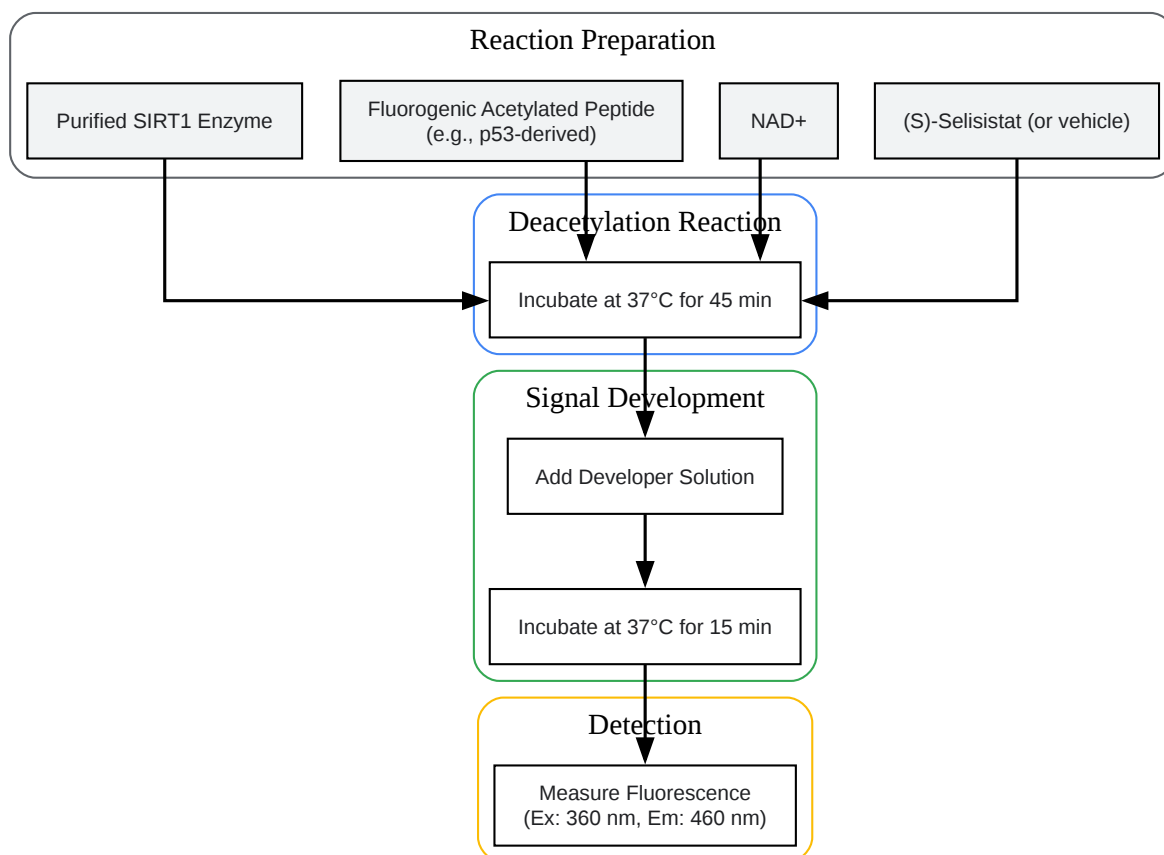 Reaction Preparation
Purified SIRT1 Enzyme
Fluorogenic Acetylated Peptide
(e.g., p53-derived)
NAD+
(S)-Selisistat (or vehicle)
Deacetylation Reaction
Incubate at 37°C for 45 min
Signal Development
Add Developer Solution
Incubate at 37°C for 15 min
Detection
Measure Fluorescence
(Ex: 360 nm, Em: 460 nm)